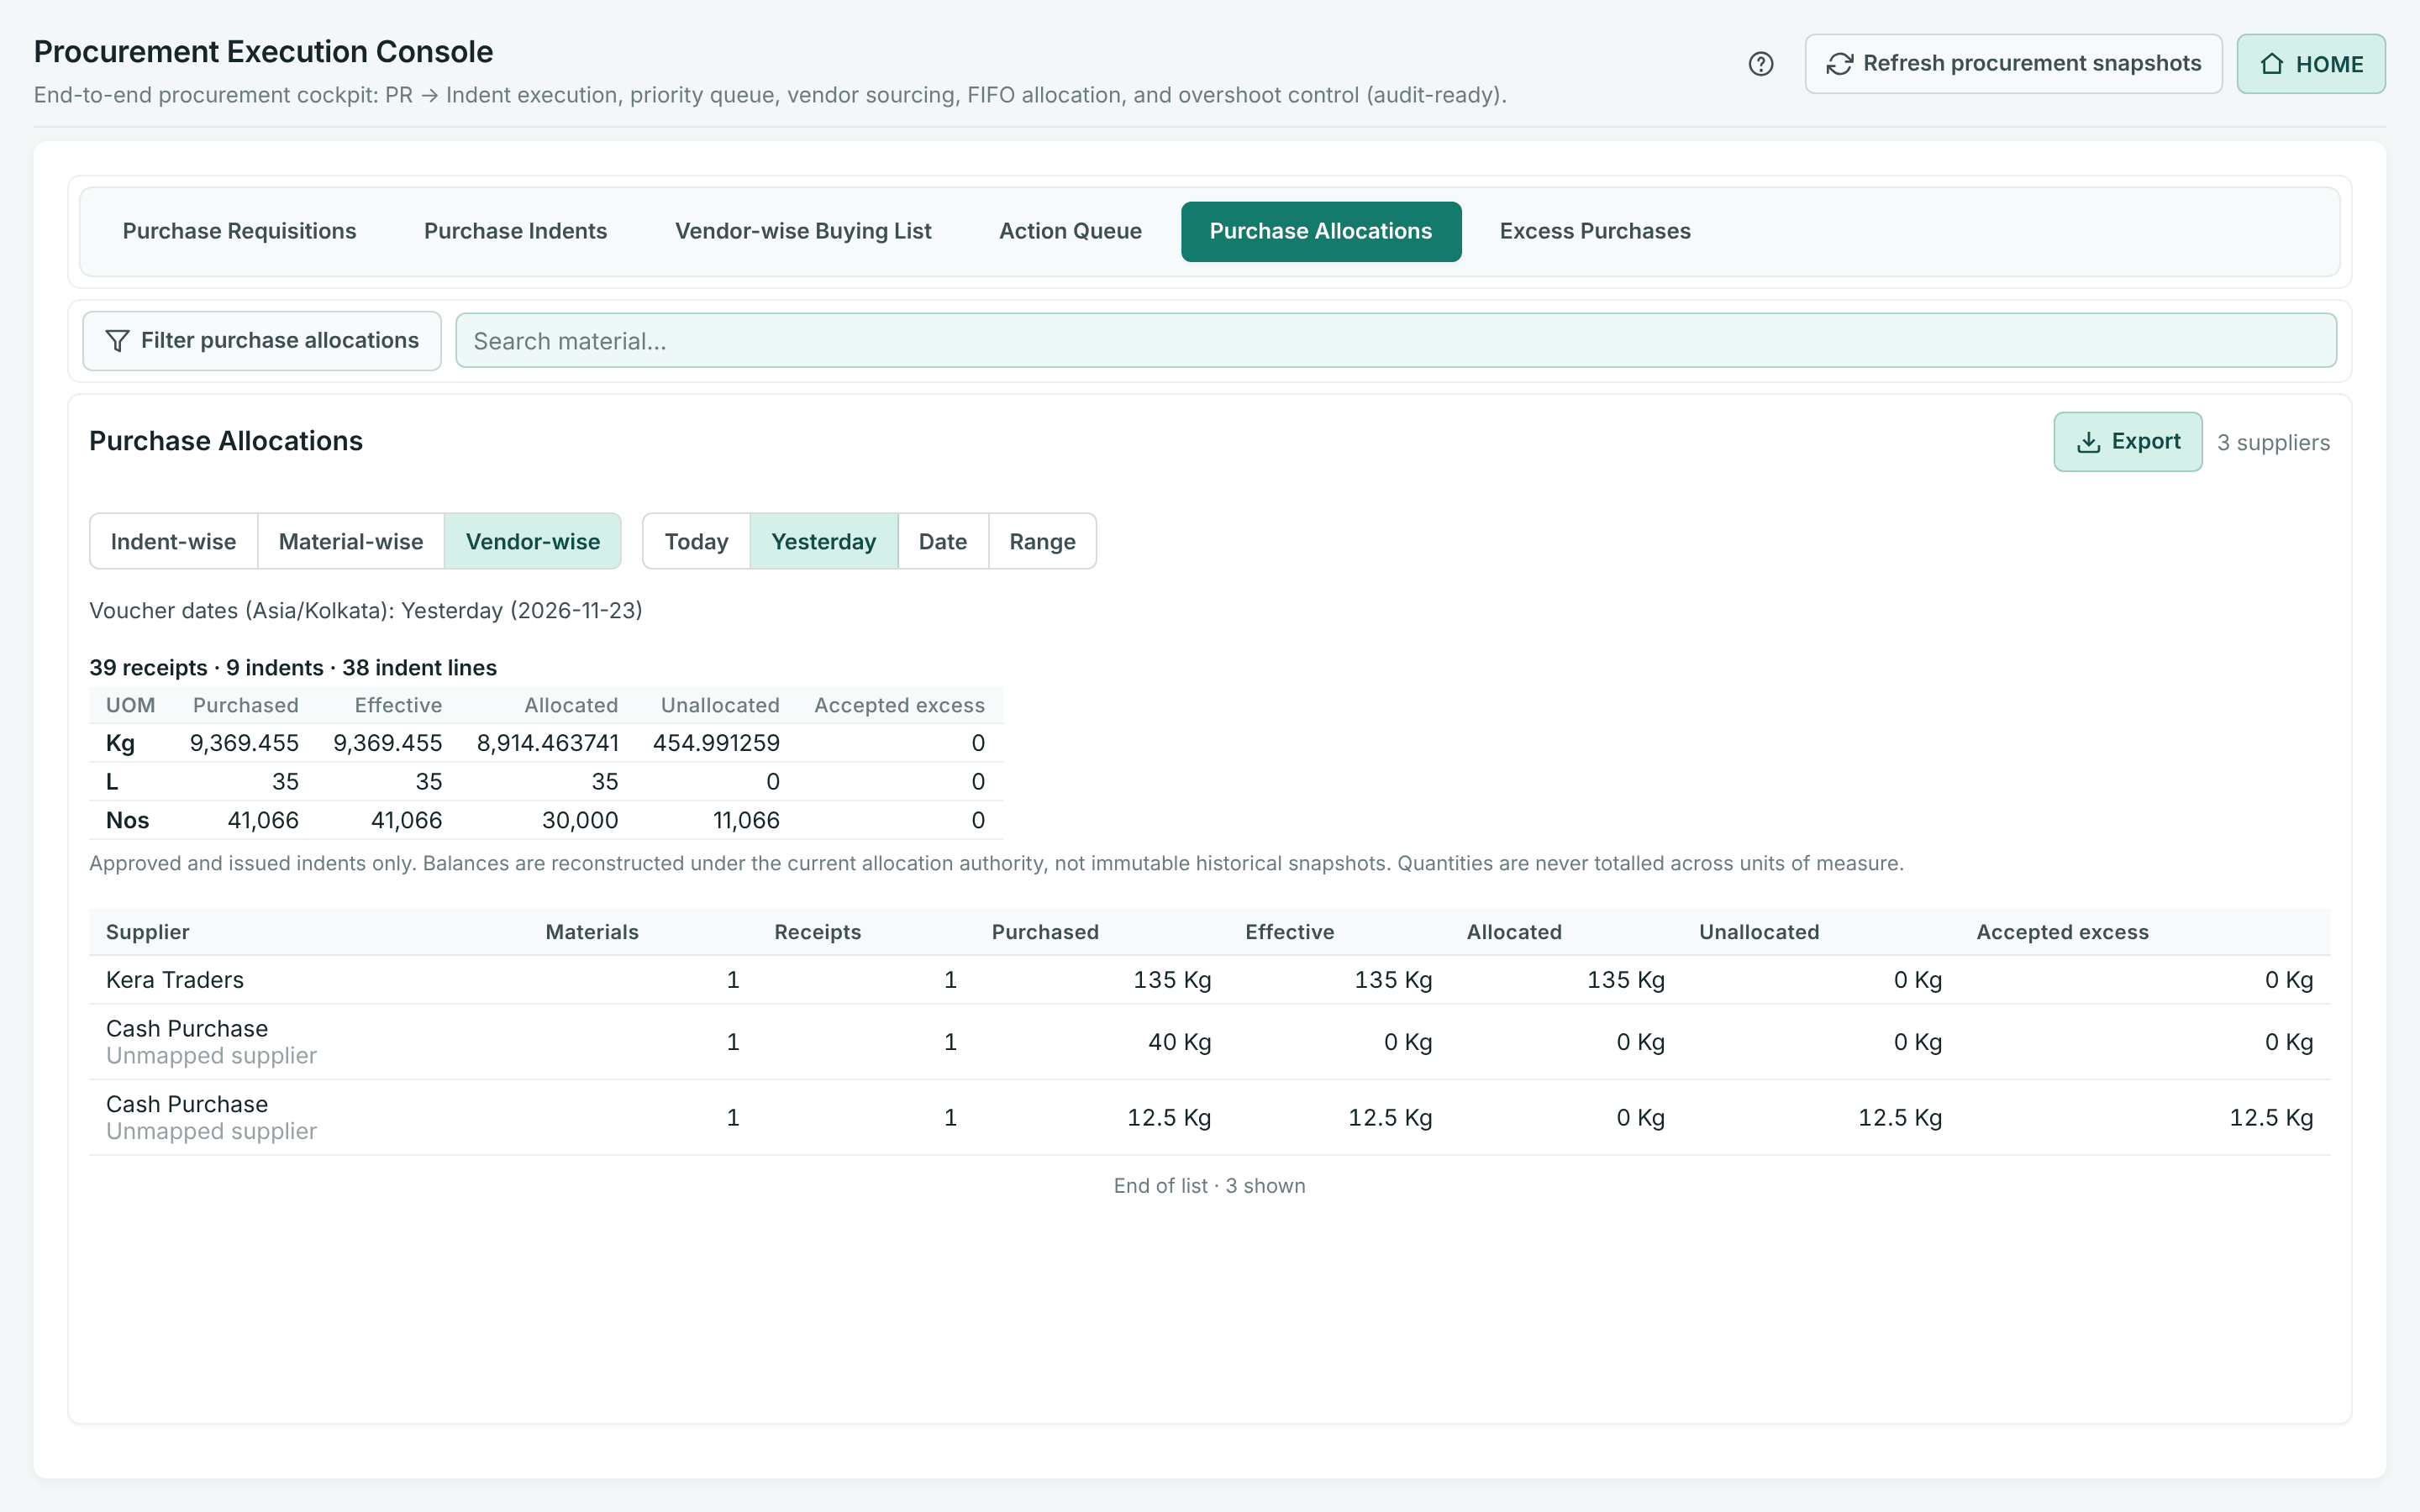 Procurement Execution Console
End-to-end procurement cockpit: PR → Indent execution, priority queue, vendor sourcing, FIFO allocation, and overshoot control (audit-ready).
Refresh procurement snapshots
HOME
Purchase Requisitions Purchase Indents Vendor-wise Buying List Action Queue Purchase Allocations Excess Purchases
Filter purchase allocations
Search material...
Purchase Allocations
Export
3 suppliers
Indent-wise Material-wise Vendor-wise Today Yesterday Date Range
Voucher dates (Asia/Kolkata): Yesterday (2026-11-23)
39 receipts · 9 indents · 38 indent lines
UOM Purchased Effective Allocated Unallocated Accepted excess
Kg 9,369.455 9,369.455 8,914.463741 454.991259 0
L 35 35 35 0 0
Nos 41,066 41,066 30,000 11,066 0
Approved and issued indents only. Balances are reconstructed under the current allocation authority, not immutable historical snapshots. Quantities are never totalled across units of measure.
Supplier Materials Receipts Purchased Effective Allocated Unallocated Accepted excess
Kera Traders 1 1 135 Kg 135 Kg 135 Kg 0 Kg 0 Kg
Cash Purchase 1 1 40 Kg 0 Kg 0 Kg 0 Kg 0 Kg
Unmapped supplier
Cash Purchase 1 1 12.5 Kg 12.5 Kg 0 Kg 12.5 Kg 12.5 Kg
Unmapped supplier
End of list · 3 shown